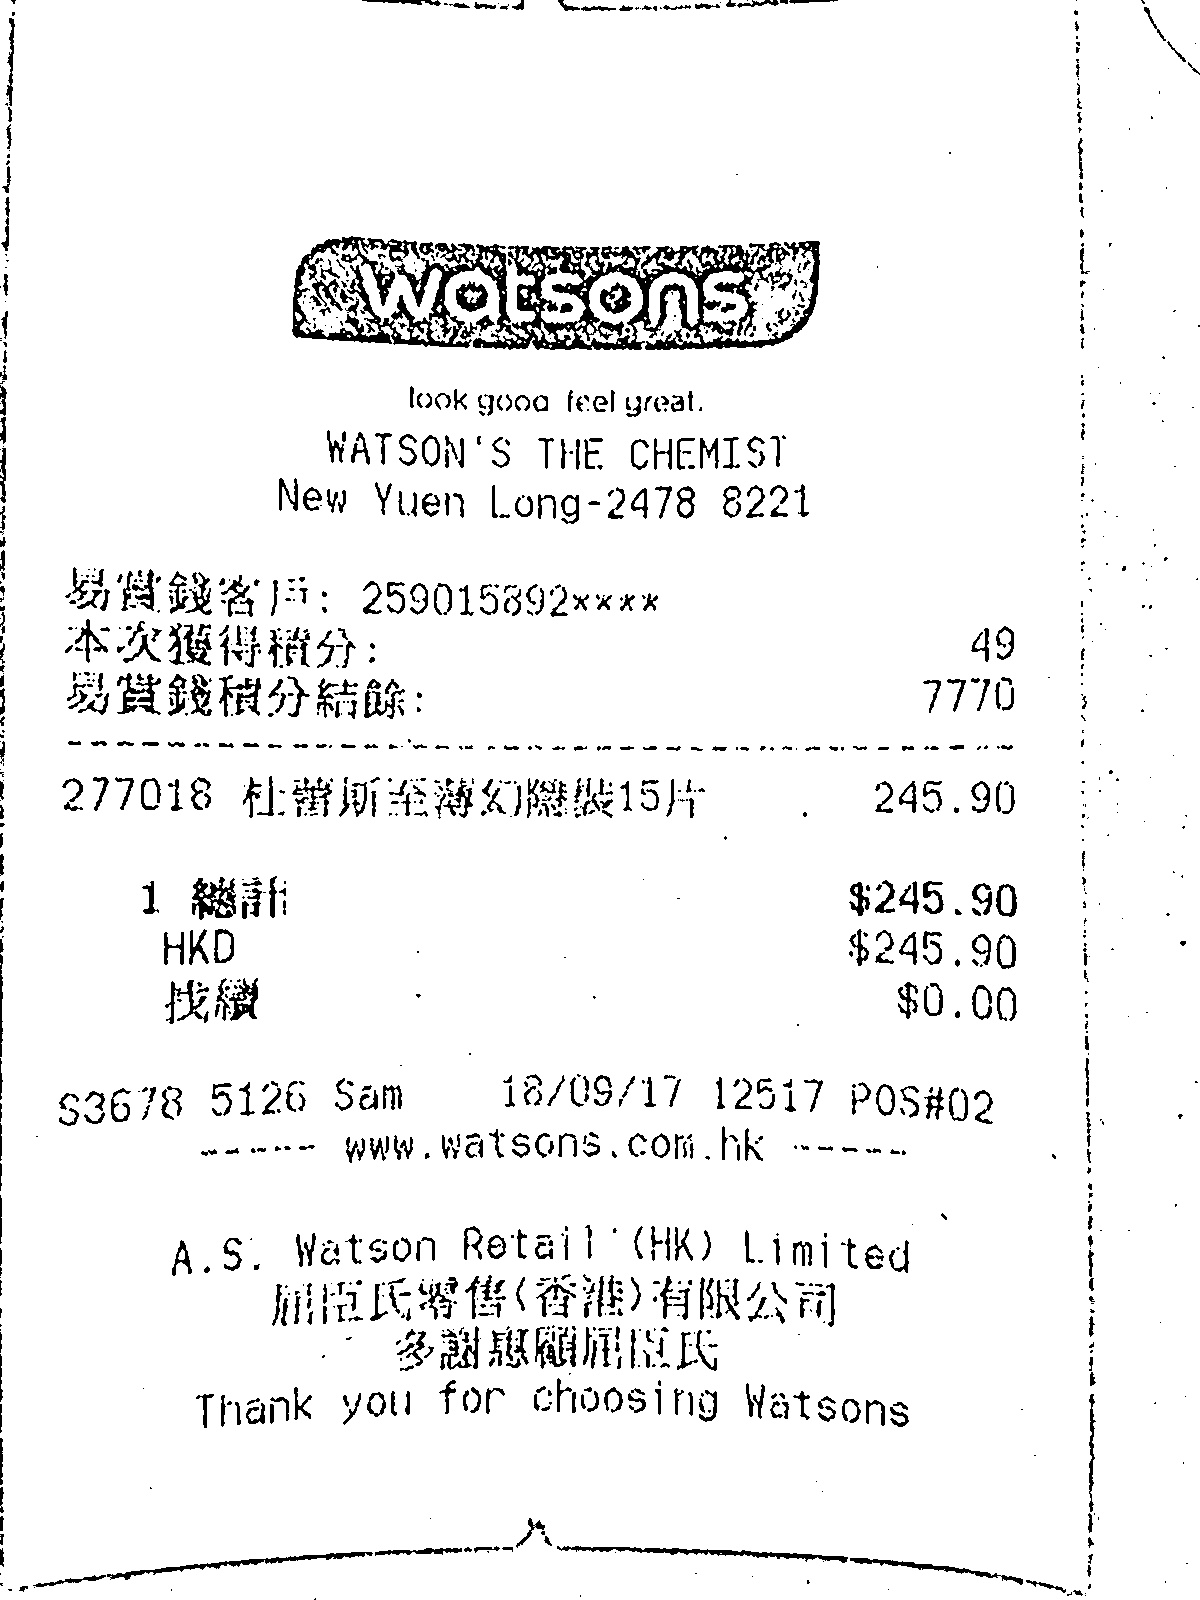 watsons
look good feel great.
WATSON'S THE CHEMIST
New Yuen Long-2478 8221
易賞錢客戶: 259015892****
本次獲得積分: 49
易賞錢積分結餘: 7770
277018 杜蕾斯至薄幻隱裝15片 245.90
1 總計 $245.90
HKD $245.90
找續 $0.00
S3678 5126 Sam 18/09/17 12517 POS#02
------ www.watsons.com.hk -----
A.S. Watson Retail (HK) Limited
屈臣氏零售(香港)有限公司
多謝惠顧屈臣氏
Thank you for choosing Watsons